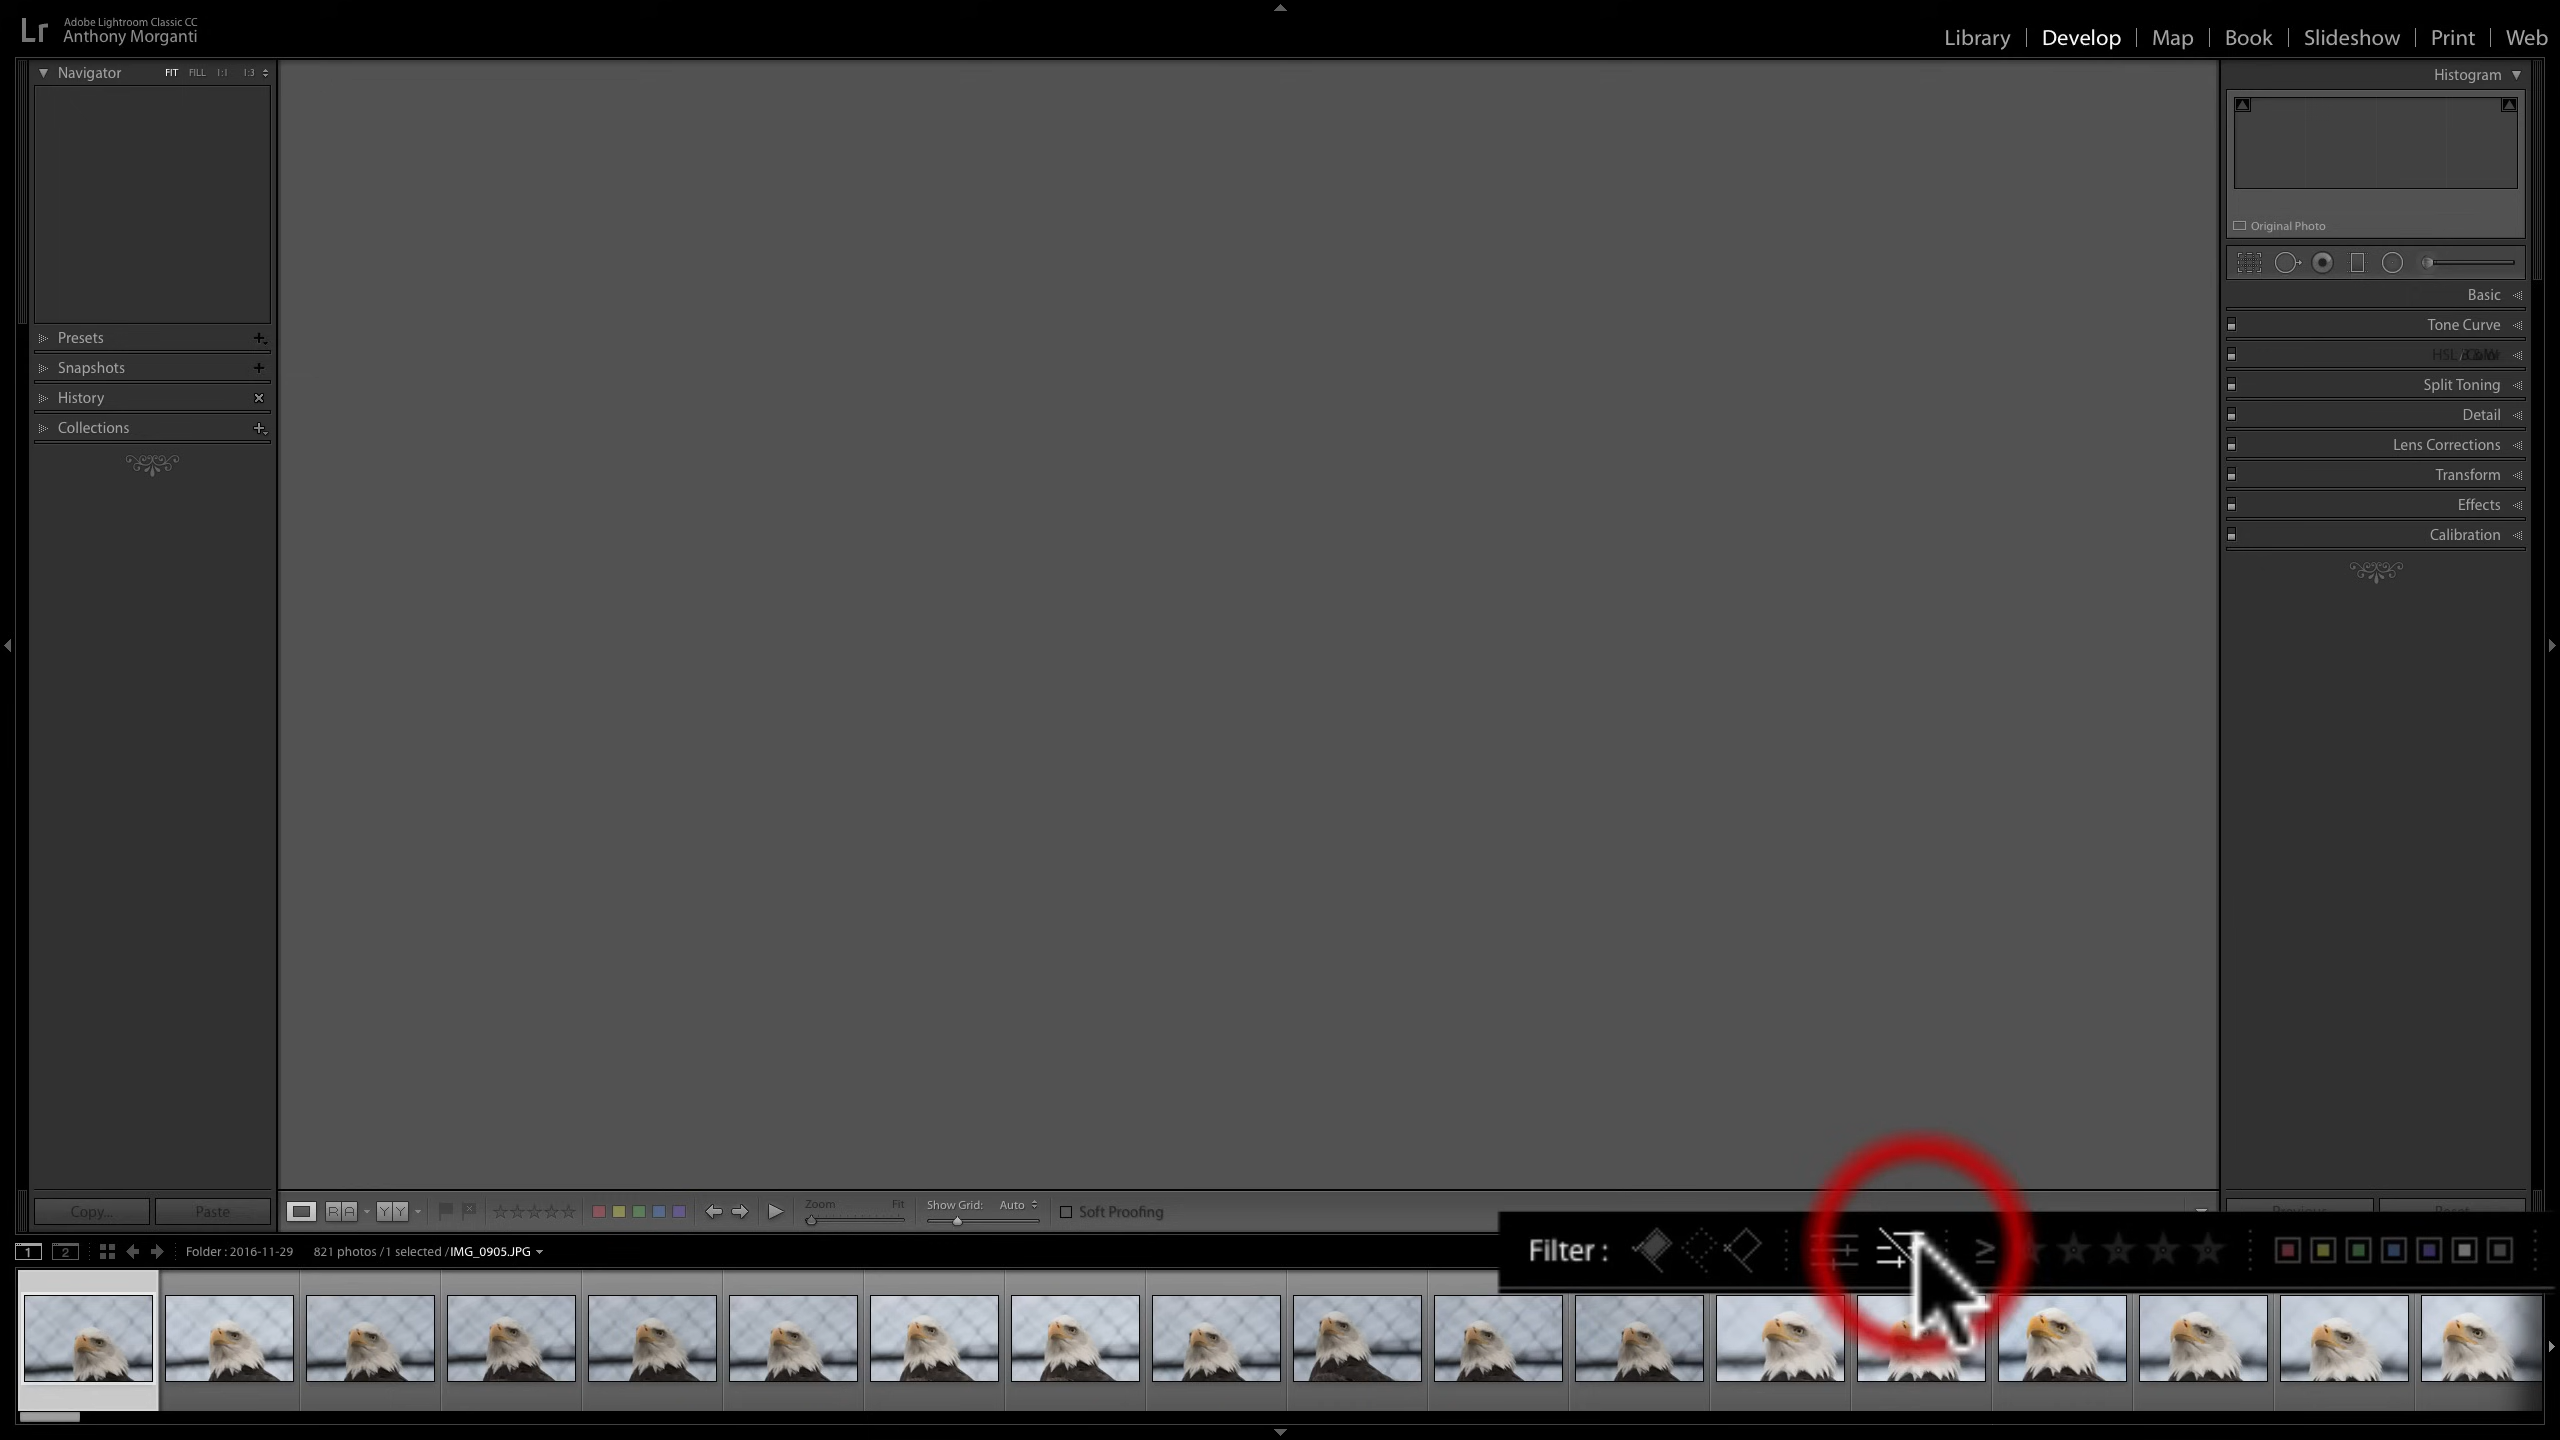 Lr
Adobe Lightroom Classic CC
Anthony Morganti
Library | Develop | Map | Book | Slideshow | Print | Web
Navigator
FIT FILL 1:1 1:3
Histogram
Original Photo
Presets
Snapshots
History
Collections
Basic
Tone Curve
HSL /
Split Toning
Detail
Lens Corrections
Transform
Effects
Calibration
Copy...
Paste
R A
Y Y
Zoom Fit
Show Grid: Auto
Soft Proofing
1 2
Folder : 2016-11-29
821 photos / 1 selected / IMG_0905.JPG
Filter :
≥